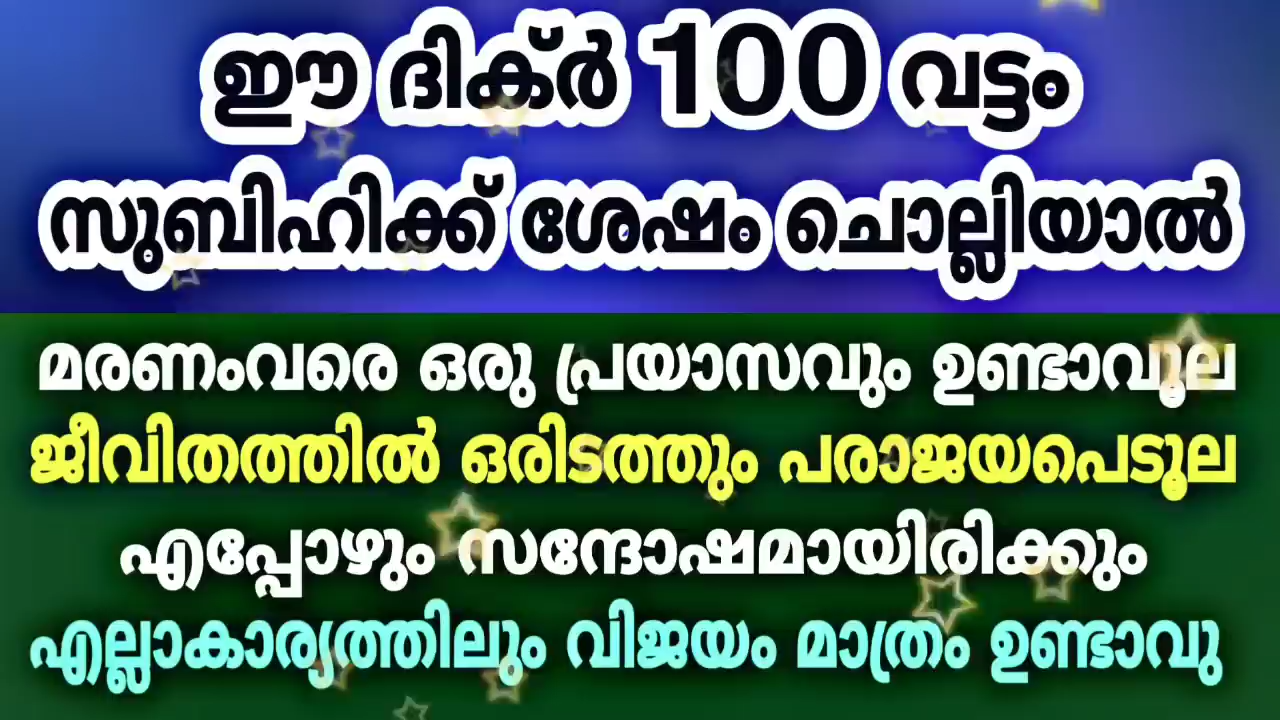 ഈ ദിക്ർ 100 വട്ടം
സുബിഹിക്ക് ശേഷം ചൊല്ലിയാൽ
മരണംവരെ ഒരു പ്രയാസവും ഉണ്ടാവൂല
ജീവിതത്തിൽ ഒരിടത്തും പരാജയപെടൂല
എപ്പോഴും സന്ദോഷമായിരിക്കും
എല്ലാകാര്യത്തിലും വിജയം മാത്രം ഉണ്ടാവു